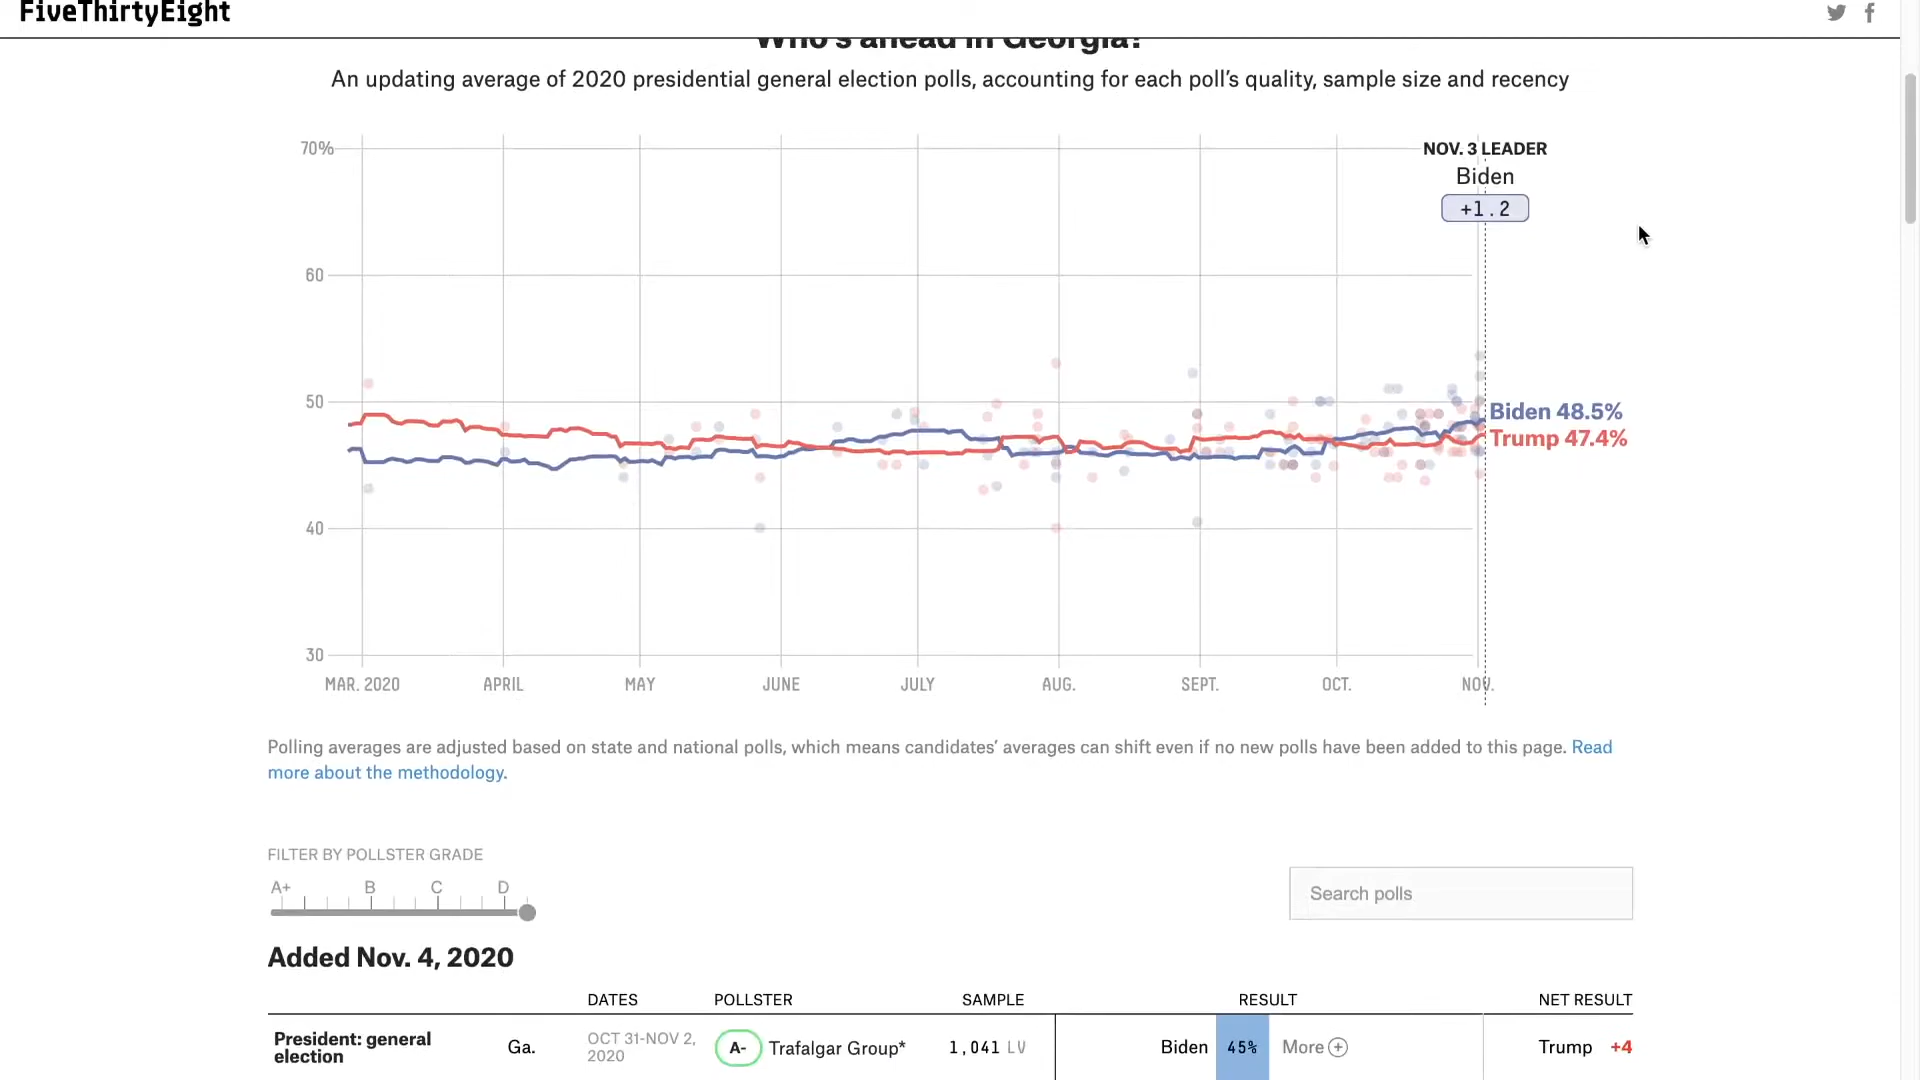 FiveThirtyEight
Who's ahead in Georgia?
An updating average of 2020 presidential general election polls, accounting for each poll's quality, sample size and recency
70%
NOV. 3 LEADER
Biden
+1.2
60
50
Biden 48.5%
Trump 47.4%
40
30
MAR. 2020 APRIL MAY JUNE JULY AUG. SEPT. OCT. NOV.
Polling averages are adjusted based on state and national polls, which means candidates' averages can shift even if no new polls have been added to this page. Read
more about the methodology.
FILTER BY POLLSTER GRADE
A+ B C D
Search polls
Added Nov. 4, 2020
DATES POLLSTER SAMPLE RESULT NET RESULT
President: general
election
Ga.
OCT 31-NOV 2,
2020
A- Trafalgar Group* 1,041 LV Biden 45% More Trump +4